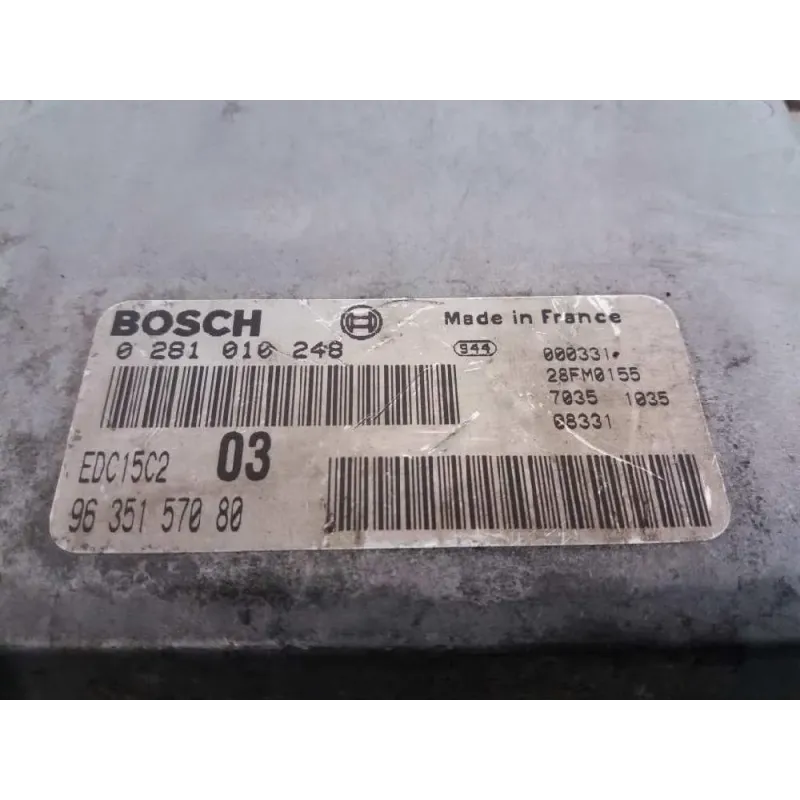 BOSCH Made in France
0 281 010 248 944 000331
28FM0155
7035 1035
08331
EDC15C2 03
96 351 570 80